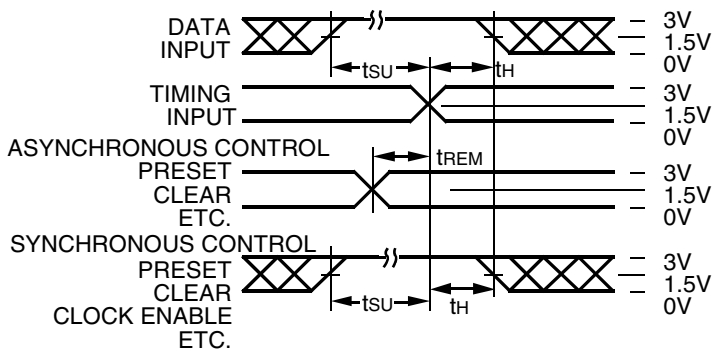 DATA
INPUT
tSU
tH
3V
1.5V
0V
TIMING
INPUT
3V
1.5V
0V
ASYNCHRONOUS CONTROL
PRESET
CLEAR
ETC.
tREM
3V
1.5V
0V
SYNCHRONOUS CONTROL
PRESET
CLEAR
CLOCK ENABLE
ETC.
tSU
tH
3V
1.5V
0V